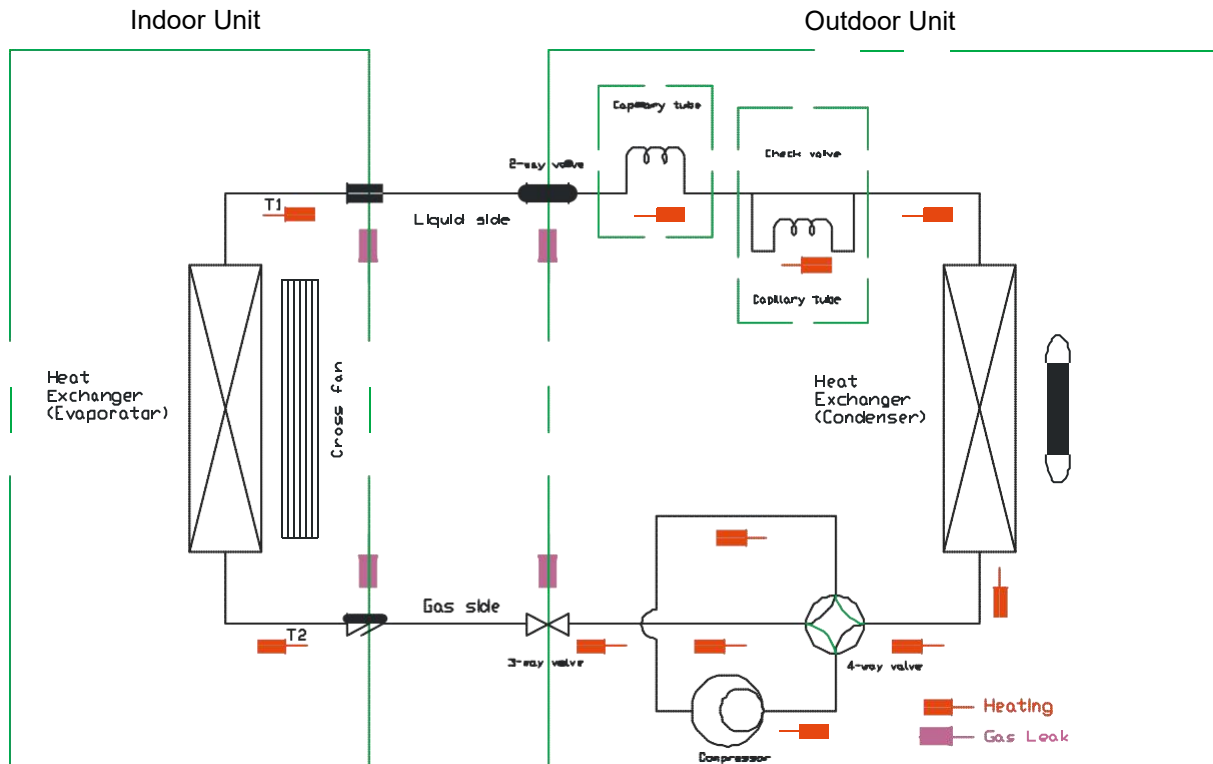 Indoor Unit
Outdoor Unit
Capillary tube
Check valve
2-way valve
T1
Liquid side
Capillary tube
Heat
Exchanger
(Evaporator)
Cross fan
Heat
Exchanger
(Condenser)
Gas side
T2
3-way valve
4-way valve
Compressor
Heating
Gas Leak